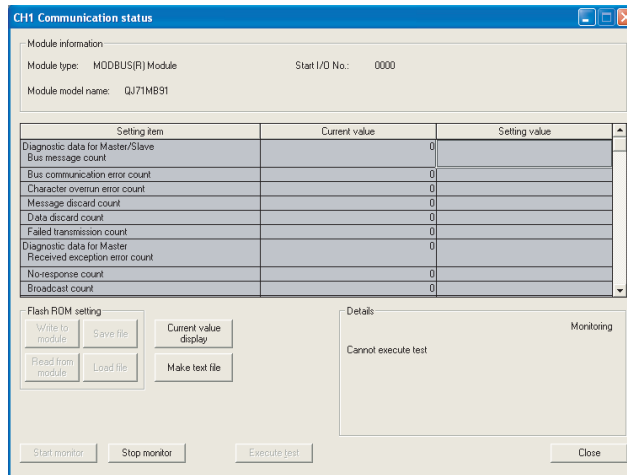 CH1 Communication status
Module information
Module type: MODBUS(R) Module Start I/O No.: 0000
Module model name: QJ71MB91
Setting item Current value Setting value
Diagnostic data for Master/Slave
Bus message count 0
Bus communication error count 0
Character overrun error count 0
Message discard count 0
Data discard count 0
Failed transmission count 0
Diagnostic data for Master
Received exception error count 0
No-response count 0
Broadcast count 0
Flash ROM setting
Write to module Save file
Read from module Load file
Current value display
Make text file
Details
Monitoring
Cannot execute test
Start monitor Stop monitor Execute test Close